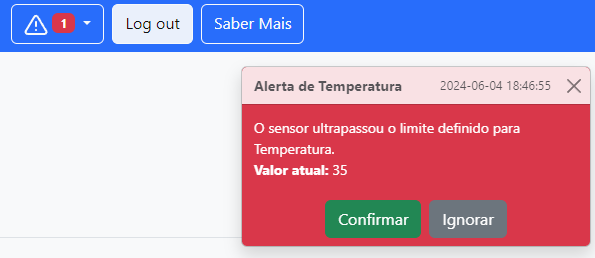 1 Log out Saber Mais
Alerta de Temperatura 2024-06-04 18:46:55
O sensor ultrapassou o limite definido para
Temperatura.
Valor atual: 35
Confirmar Ignorar